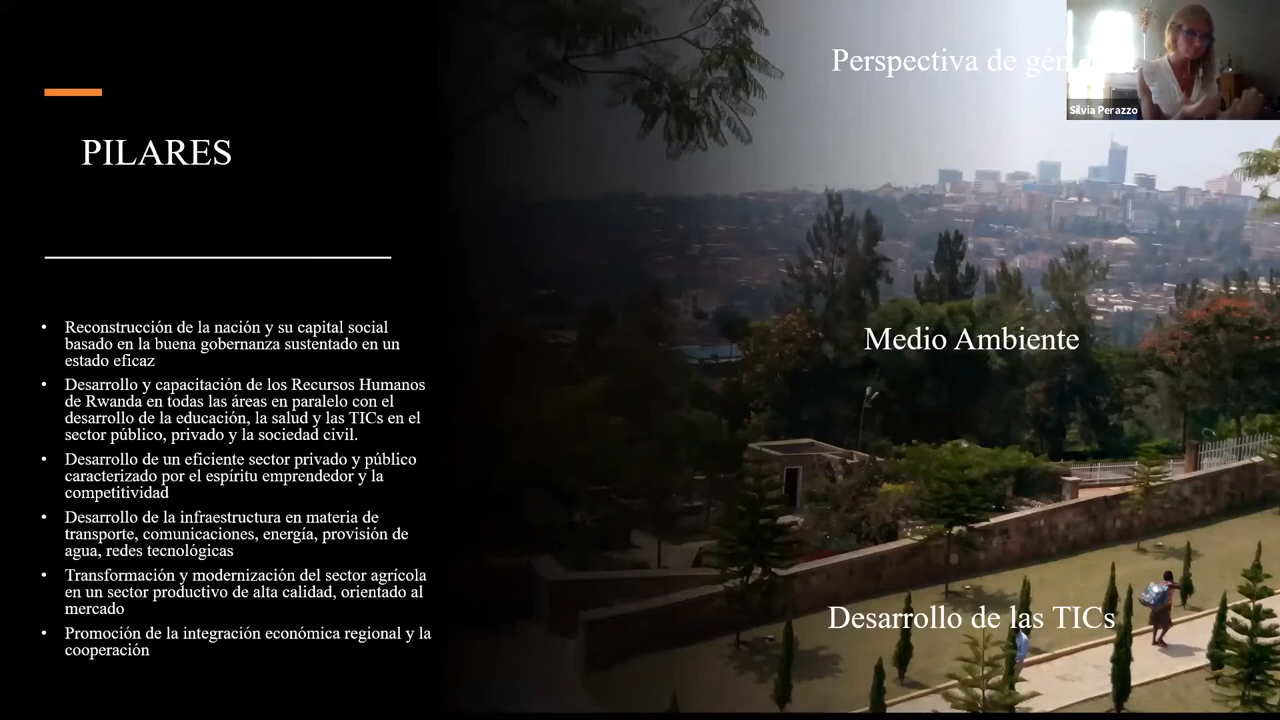 PILARES
Reconstrucción de la nación y su capital social
basado en la buena gobernanza sustentado en un
estado eficaz
Desarrollo y capacitación de los Recursos Humanos
de Rwanda en todas las áreas en paralelo con el
desarrollo de la educación, la salud y las TICs en el
sector público, privado y la sociedad civil.
Desarrollo de un eficiente sector privado y público
caracterizado por el espíritu emprendedor y la
competitividad
Desarrollo de la infraestructura en materia de
transporte, comunicaciones, energía, provisión de
agua, redes tecnológicas
Transformación y modernización del sector agrícola
en un sector productivo de alta calidad, orientado al
mercado
Promoción de la integración económica regional y la
cooperación
Perspectiva de
Silvia Perazzo
Medio Ambiente
Desarrollo de las TICs